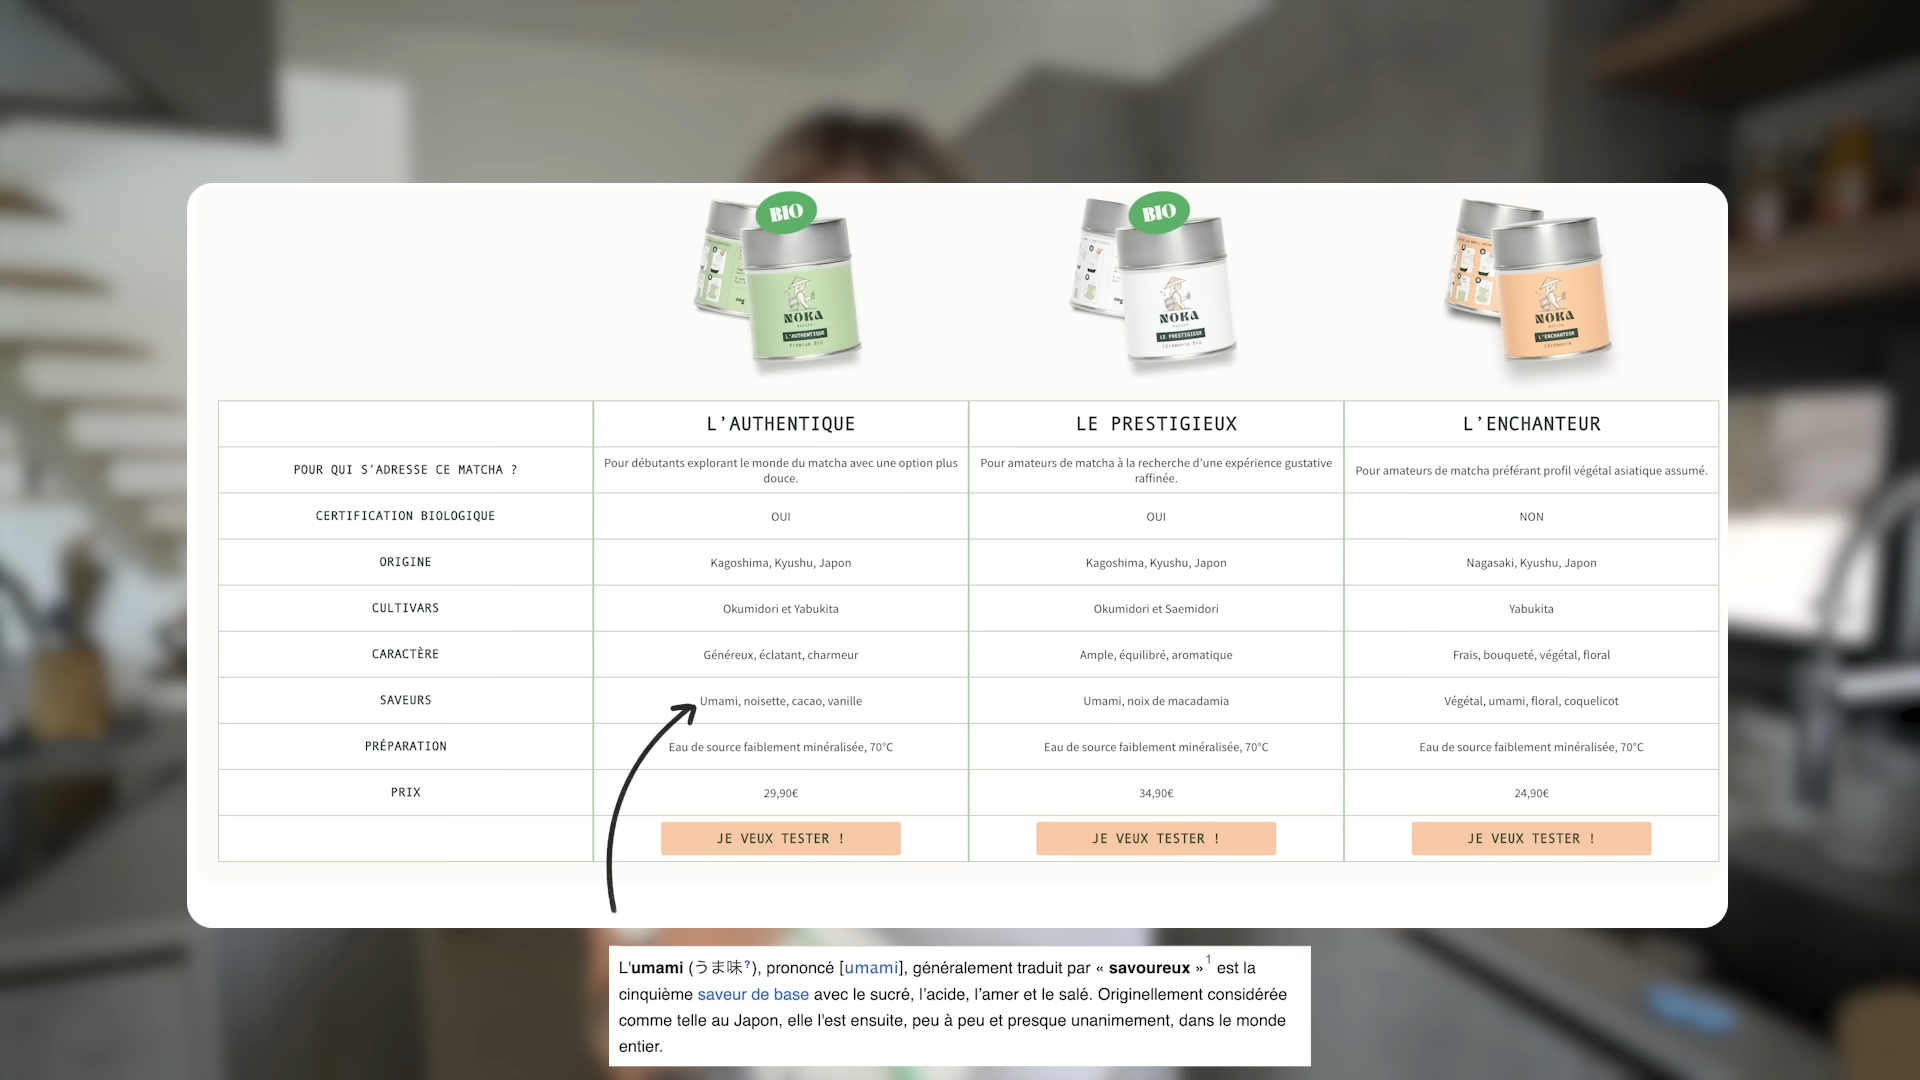 BIO
NOKA
L'AUTHENTIQUE
Premium Bio
BIO
NOKA
LE PRESTIGIEUX
Cérémonie Bio
NOKA
L'ENCHANTEUR
Cérémonie
L'AUTHENTIQUE
LE PRESTIGIEUX
L'ENCHANTEUR
POUR QUI S'ADRESSE CE MATCHA ?
Pour débutants explorant le monde du matcha avec une option plus
douce.
Pour amateurs de matcha à la recherche d'une expérience gustative
raffinée.
Pour amateurs de matcha préférant profil végétal asiatique assumé.
CERTIFICATION BIOLOGIQUE
OUI
OUI
NON
ORIGINE
Kagoshima, Kyushu, Japon
Kagoshima, Kyushu, Japon
Nagasaki, Kyushu, Japon
CULTIVARS
Okumidori et Yabukita
Okumidori et Saemidori
Yabukita
CARACTÈRE
Généreux, éclatant, charmeur
Ample, équilibré, aromatique
Frais, bouqueté, végétal, floral
SAVEURS
Umami, noisette, cacao, vanille
Umami, noix de macadamia
Végétal, umami, floral, coquelicot
PRÉPARATION
Eau de source faiblement minéralisée, 70°C
Eau de source faiblement minéralisée, 70°C
Eau de source faiblement minéralisée, 70°C
PRIX
29,90€
34,90€
24,90€
JE VEUX TESTER !
JE VEUX TESTER !
JE VEUX TESTER !
L'umami (うま味?), prononcé [umami], généralement traduit par « savoureux »1 est la
cinquième saveur de base avec le sucré, l'acide, l'amer et le salé. Originellement considérée
comme telle au Japon, elle l'est ensuite, peu à peu et presque unanimement, dans le monde
entier.